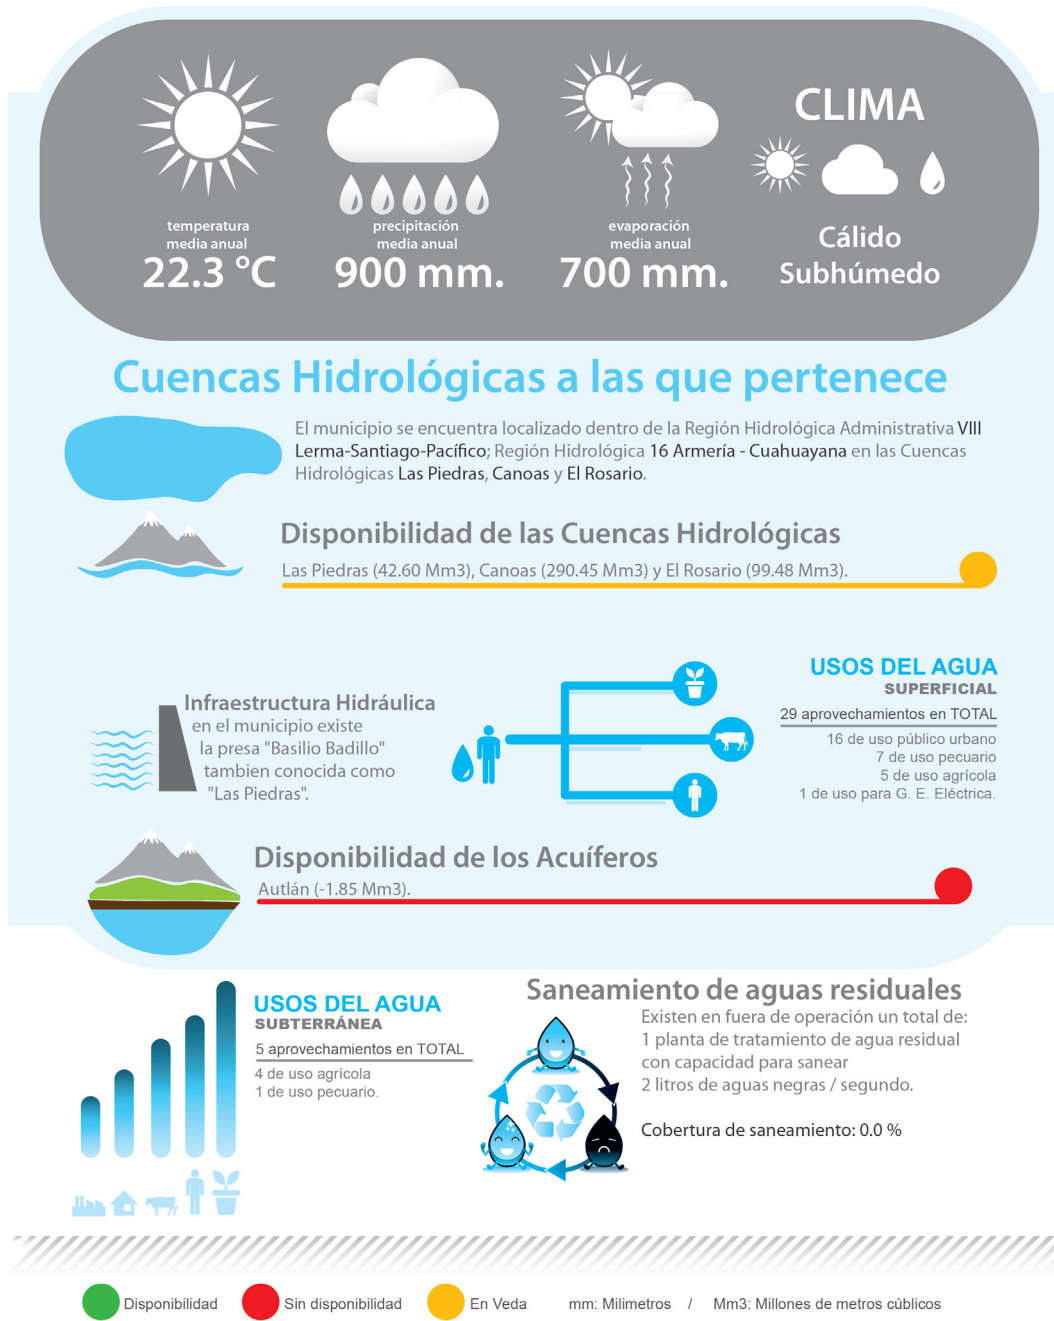 temperatura
media anual
22.3 °C
precipitación
media anual
900 mm.
evaporación
media anual
700 mm.
CLIMA
Cálido
Subhúmedo
Cuencas Hidrológicas a las que pertenece
El municipio se encuentra localizado dentro de la Región Hidrológica Administrativa VIII
Lerma-Santiago-Pacífico; Región Hidrológica 16 Armería - Cuahuayana en las Cuencas
Hidrológicas Las Piedras, Canoas y El Rosario.
Disponibilidad de las Cuencas Hidrológicas
Las Piedras (42.60 Mm3), Canoas (290.45 Mm3) y El Rosario (99.48 Mm3).
Infraestructura Hidráulica
en el municipio existe
la presa "Basilio Badillo"
tambien conocida como
"Las Piedras".
USOS DEL AGUA
SUPERFICIAL
29 aprovechamientos en TOTAL
16 de uso público urbano
7 de uso pecuario
5 de uso agrícola
1 de uso para G. E. Eléctrica.
Disponibilidad de los Acuíferos
Autlán (-1.85 Mm3).
USOS DEL AGUA
SUBTERRÁNEA
5 aprovechamientos en TOTAL
4 de uso agrícola
1 de uso pecuario.
Saneamiento de aguas residuales
Existen en fuera de operación un total de:
1 planta de tratamiento de agua residual
con capacidad para sanear
2 litros de aguas negras / segundo.
Cobertura de saneamiento: 0.0 %
Disponibilidad
Sin disponibilidad
En Veda
mm: Milimetros / Mm3: Millones de metros cúblicos